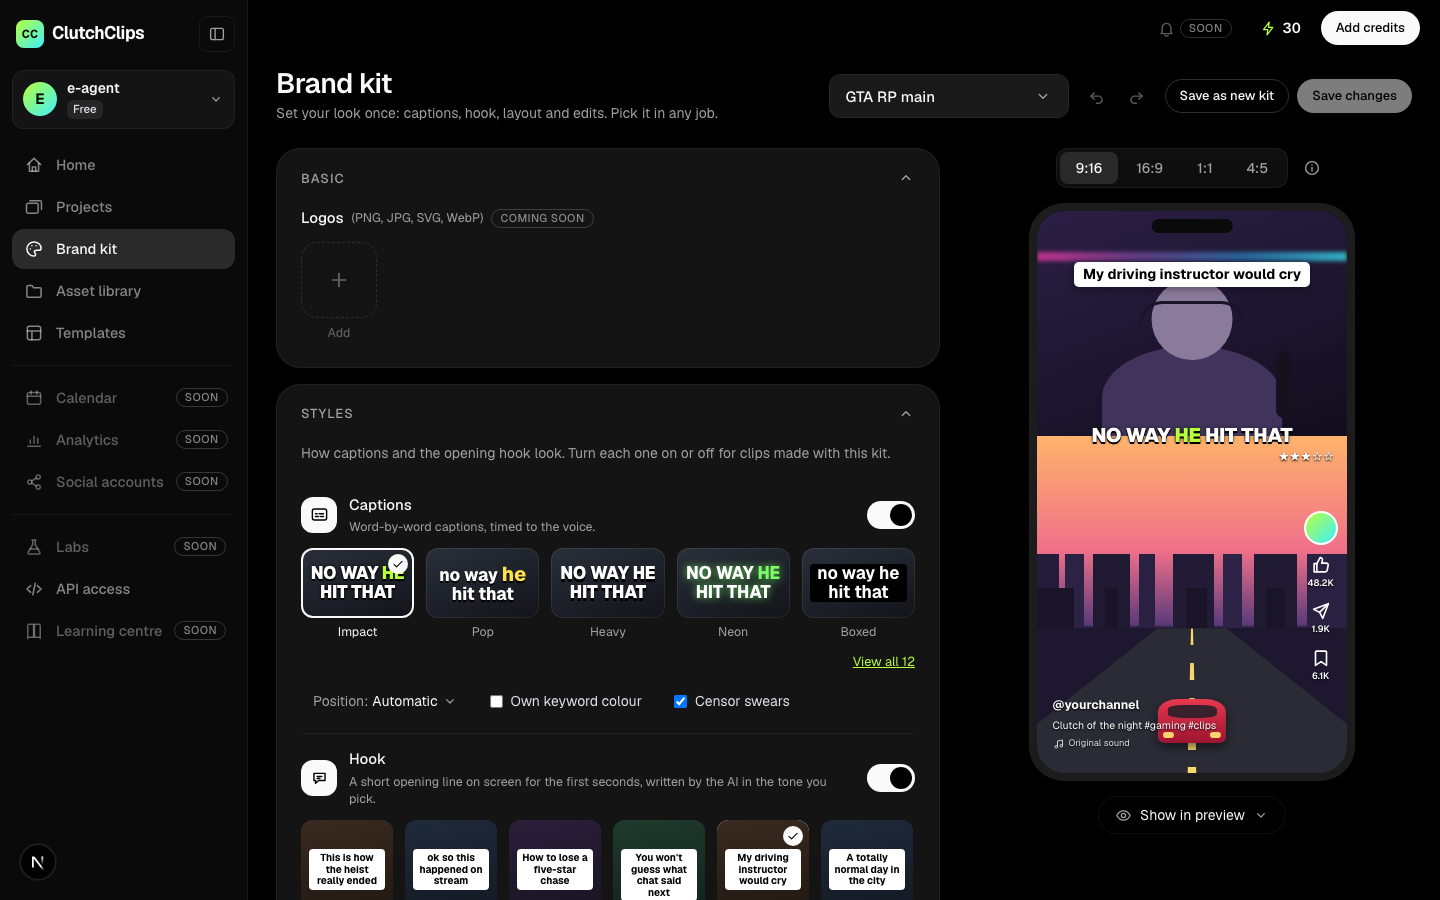 CC ClutchClips
E e-agent
Free
Home
Projects
Brand kit
Asset library
Templates
Calendar SOON
Analytics SOON
Social accounts SOON
Labs SOON
API access
Learning centre SOON
N
SOON 30 Add credits
Brand kit
Set your look once: captions, hook, layout and edits. Pick it in any job.
GTA RP main
Save as new kit
Save changes
BASIC
Logos (PNG, JPG, SVG, WebP) COMING SOON
Add
STYLES
How captions and the opening hook look. Turn each one on or off for clips made with this kit.
Captions
Word-by-word captions, timed to the voice.
NO WAY HE
HIT THAT
Impact
no way he
hit that
Pop
NO WAY HE
HIT THAT
Heavy
NO WAY HE
HIT THAT
Neon
no way he
hit that
Boxed
View all 12
Position: Automatic
Own keyword colour
Censor swears
Hook
A short opening line on screen for the first seconds, written by the AI in the tone you
pick.
This is how
the heist
really ended
ok so this
happened on
stream
How to lose a
five-star
chase
You won't
guess what
chat said
next
My driving
instructor
would cry
A totally
normal day in
the city
9:16 16:9 1:1 4:5
My driving instructor would cry
NO WAY HE HIT THAT
48.2K
1.9K
6.1K
@yourchannel
Clutch of the night #gaming #clips
Original sound
Show in preview